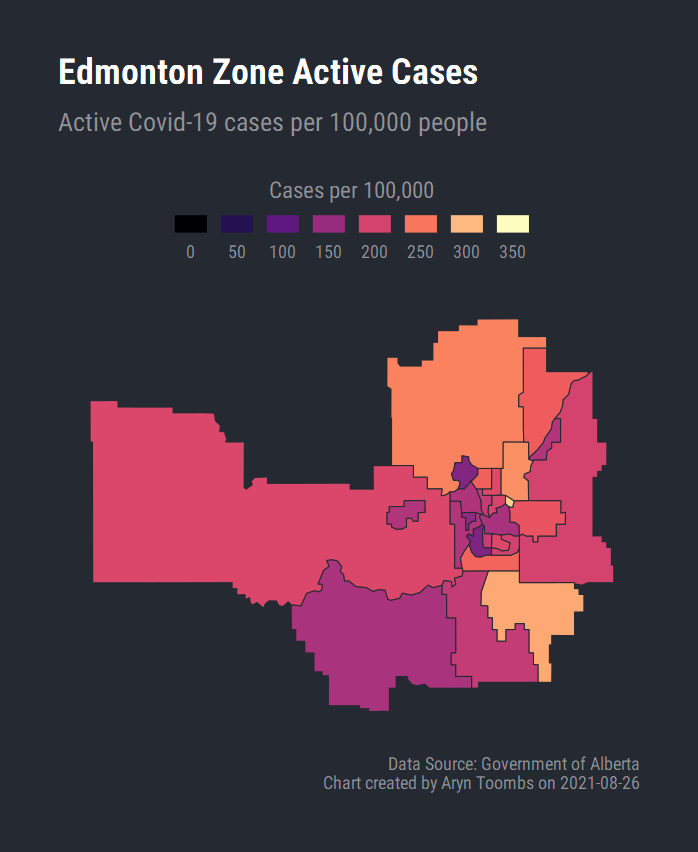 Edmonton Zone Active Cases
Active Covid-19 cases per 100,000 people
Cases per 100,000
0 50 100 150 200 250 300 350
Data Source: Government of Alberta
Chart created by Aryn Toombs on 2021-08-26